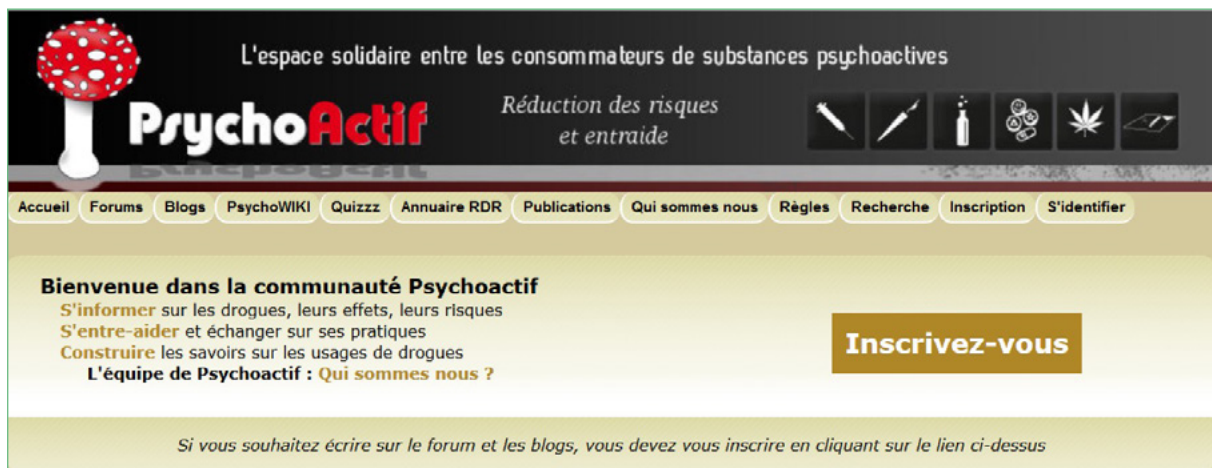 L'espace solidaire entre les consommateurs de substances psychoactives
PsychoActif
Réduction des risques
et entraide
Accueil Forums Blogs PsychoWIKI Quizzz Annuaire RDR Publications Qui sommes nous Règles Recherche Inscription S'identifier
Bienvenue dans la communauté Psychoactif
S'informer sur les drogues, leurs effets, leurs risques
S'entre-aider et échanger sur ses pratiques
Construire les savoirs sur les usages de drogues
L'équipe de Psychoactif : Qui sommes nous ?
Inscrivez-vous
Si vous souhaitez écrire sur le forum et les blogs, vous devez vous inscrire en cliquant sur le lien ci-dessus